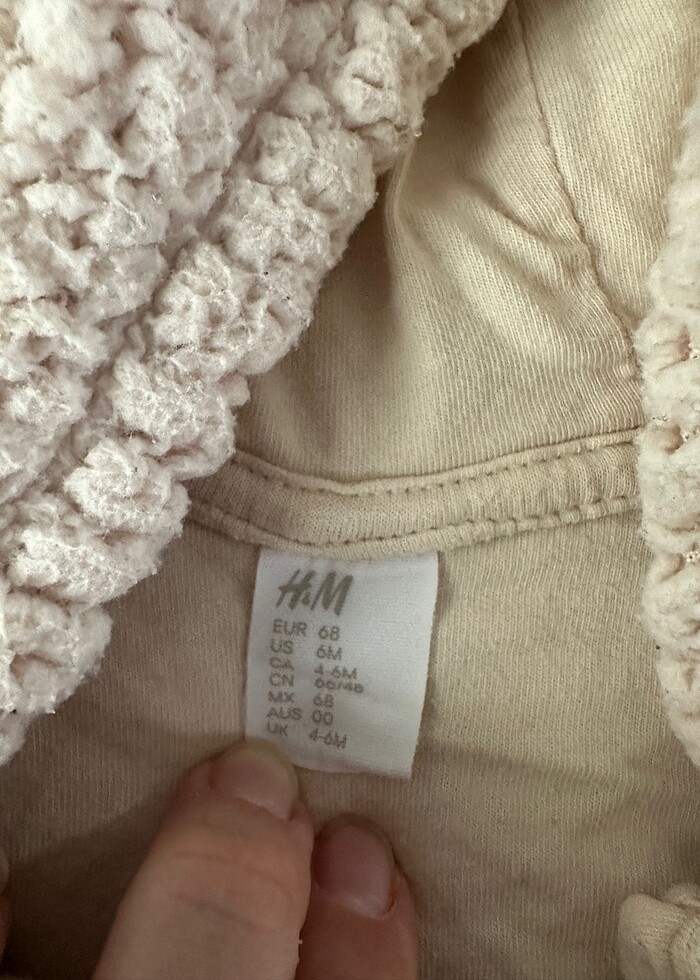 H&M
EUR 68
US 6M
CA 4-6M
CN 66/48
MX 68
AUS 00
UK 4-6M